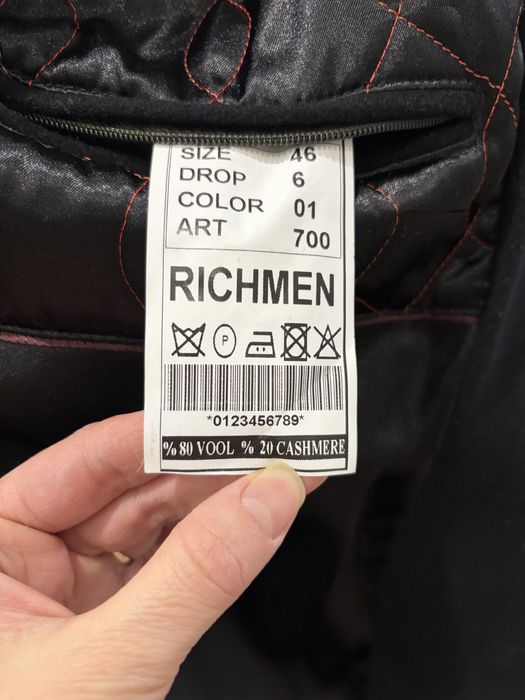 SIZE 46
DROP 6
COLOR 01
ART 700
RICHMEN
P
*0123456789*
% 80 VOOL % 20 CASHMERE